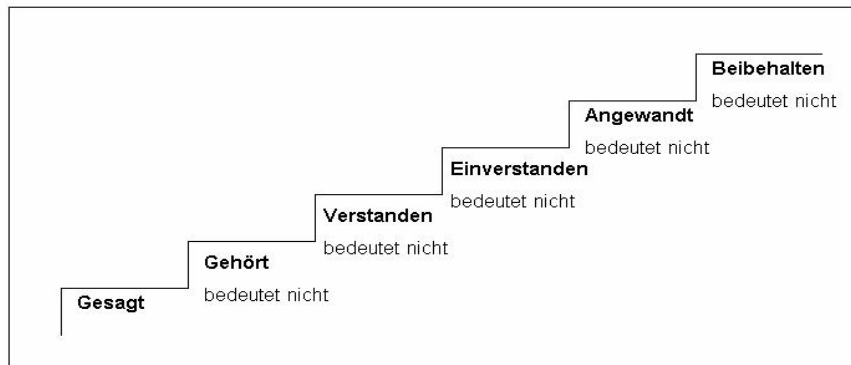 Beibehalten
bedeutet nicht
Angewandt
bedeutet nicht
Einverstanden
bedeutet nicht
Verstanden
bedeutet nicht
Gehört
bedeutet nicht
Gesagt